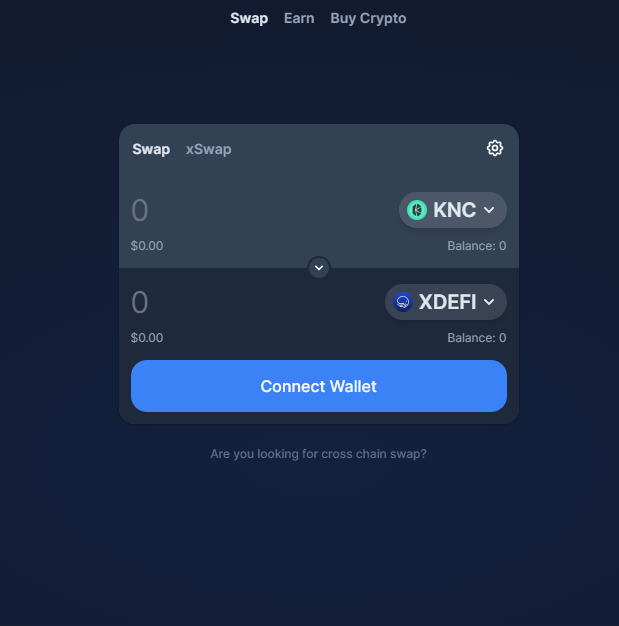 Swap Earn Buy Crypto
Swap xSwap
0 KNC
$0.00 Balance: 0
0 XDEFI
$0.00 Balance: 0
Connect Wallet
Are you looking for cross chain swap?